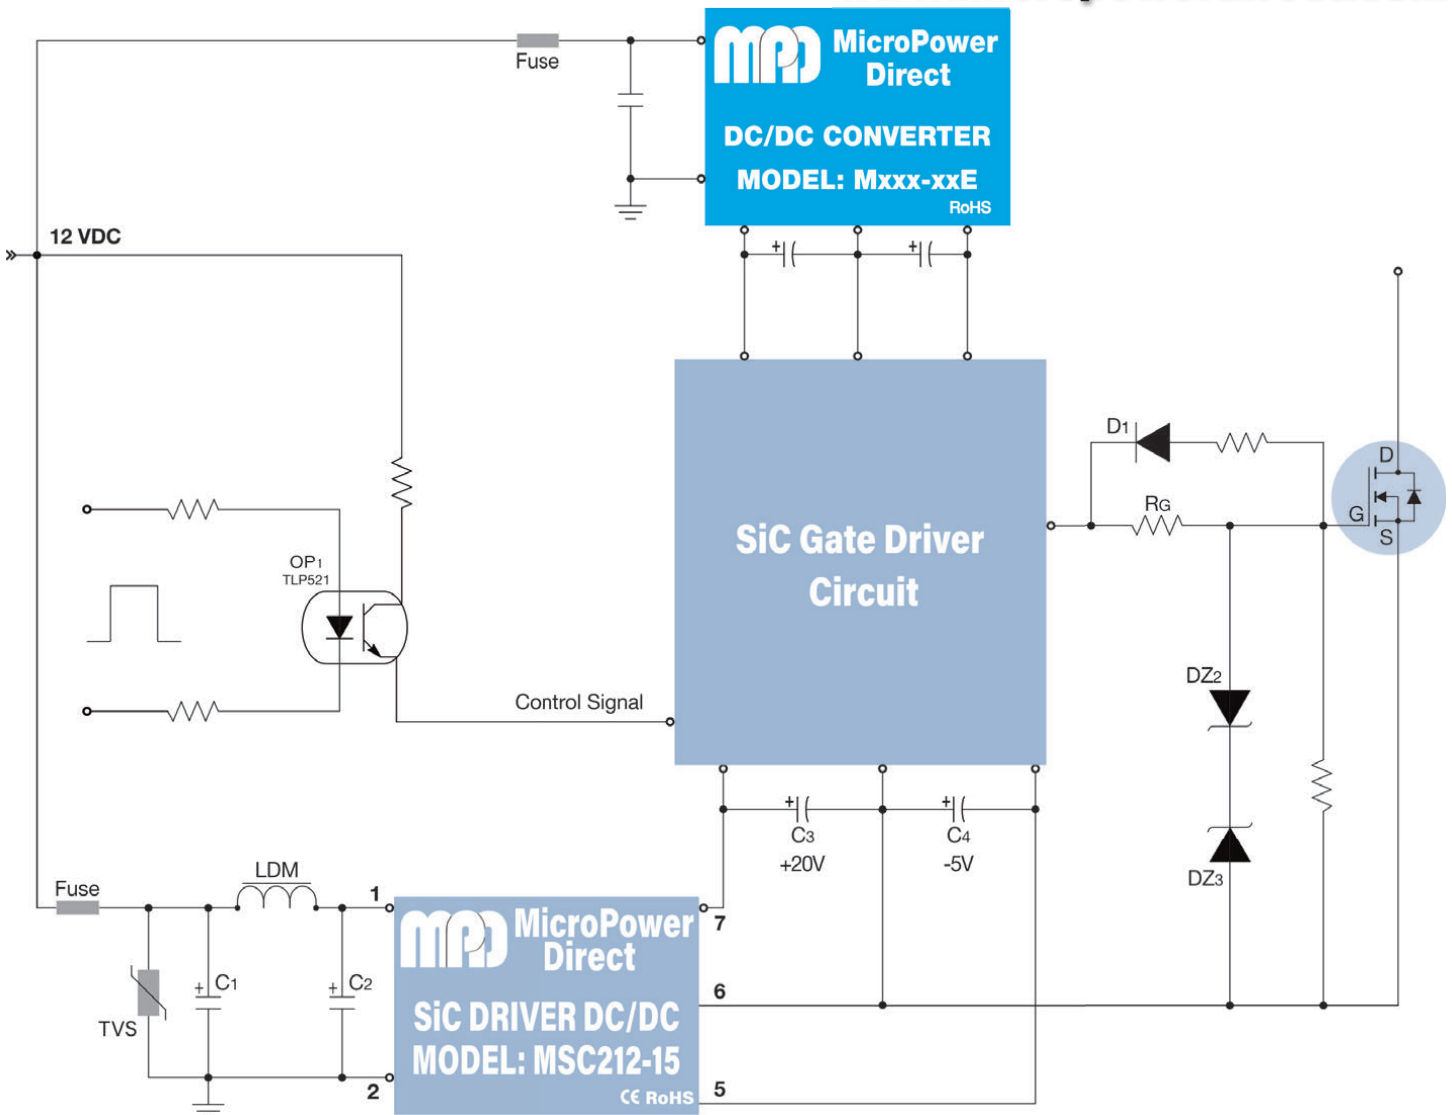 Fuse
MPD MicroPower
Direct
DC/DC CONVERTER
MODEL: Mxxx-xxE
RoHS
12 VDC
+
+
D1
D
RG
G
S
SiC Gate Driver
Circuit
OP1
TLP521
Control Signal
DZ2
+
C3
+20V
+
C4
-5V
DZ3
Fuse
LDM
1
7
MPD MicroPower
Direct
TVS
+ C1
+ C2
6
SiC DRIVER DC/DC
MODEL: MSC212-15
2
5
CE RoHS